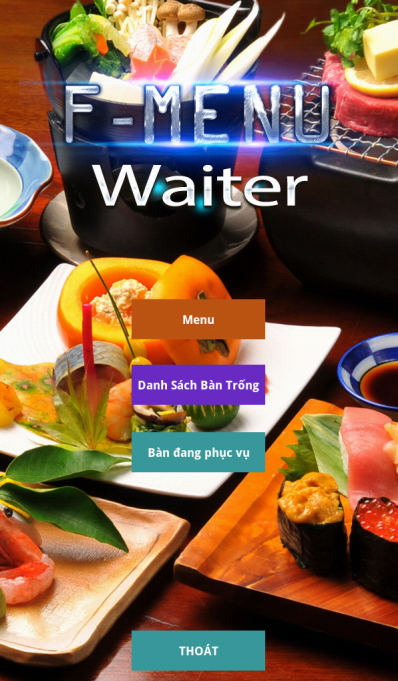 F-MENU
Waiter
Menu
Danh Sách Bàn Trống
Bàn đang phục vụ
THOÁT